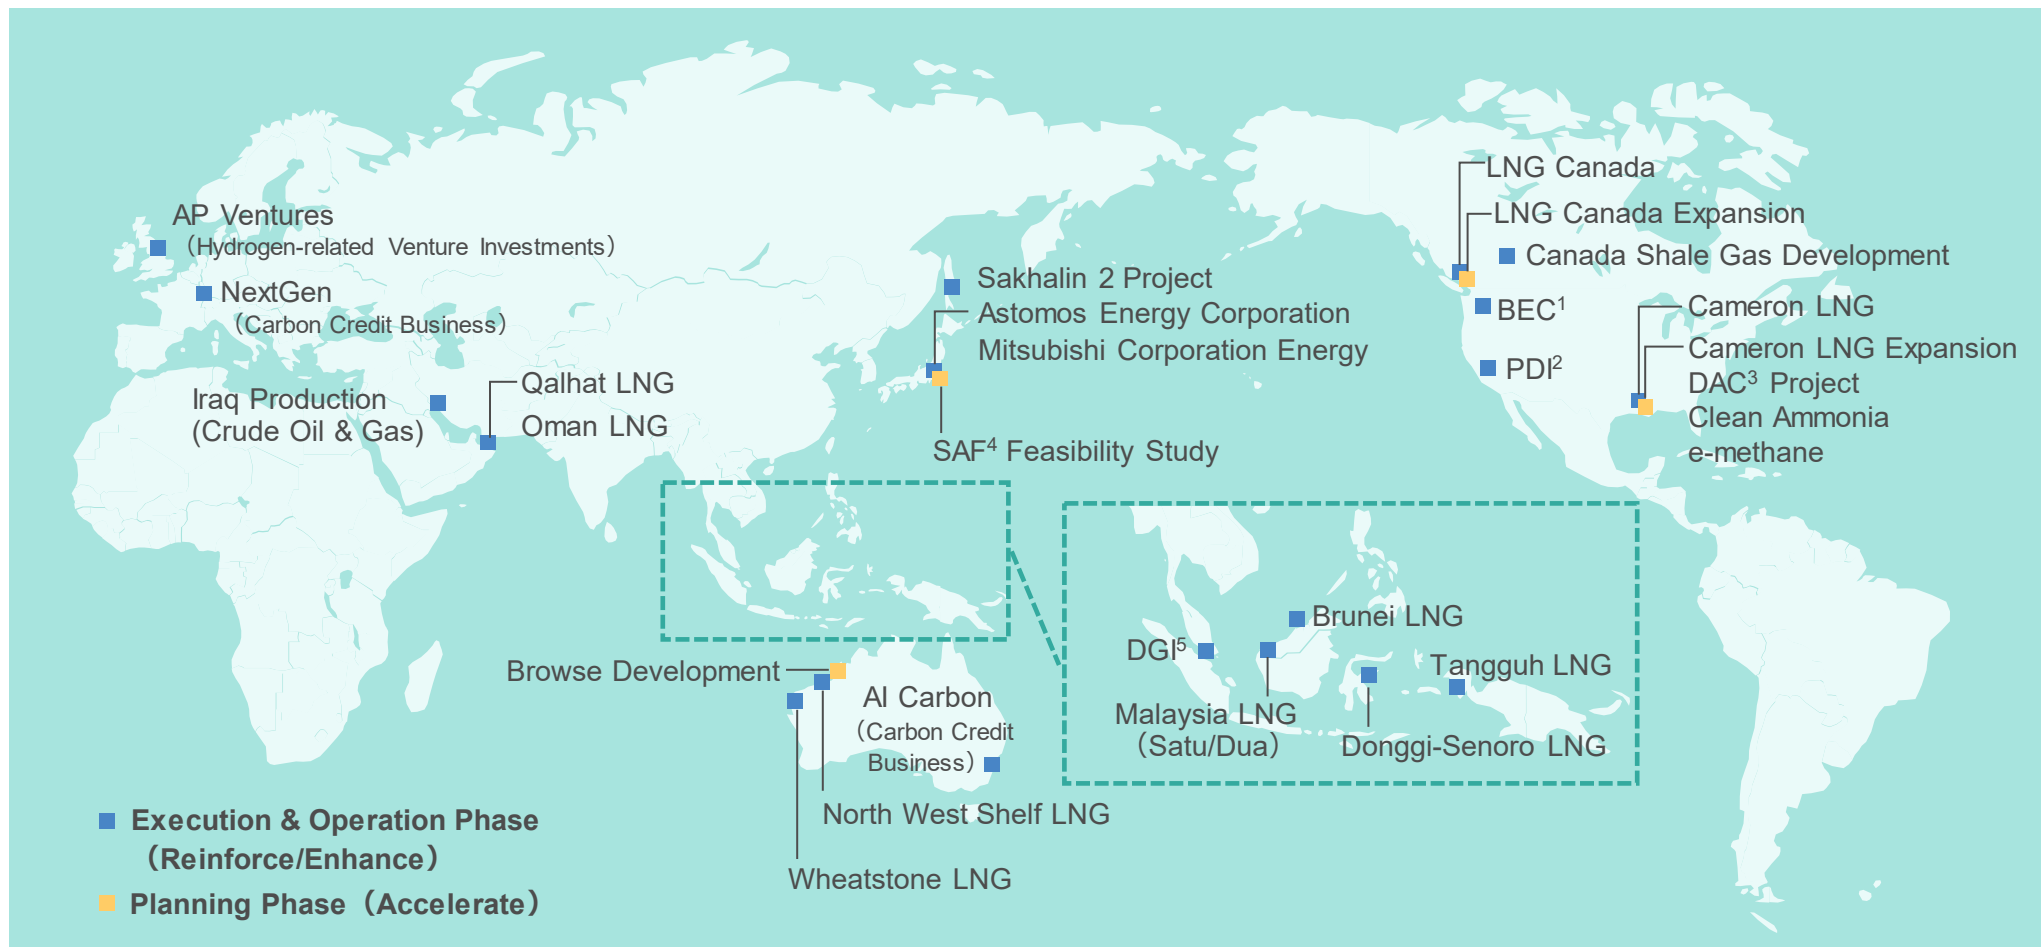 AP Ventures
（Hydrogen-related Venture Investments）
NextGen
（Carbon Credit Business）
Iraq Production
(Crude Oil & Gas)
Qalhat LNG
Oman LNG
Sakhalin 2 Project
Astomos Energy Corporation
Mitsubishi Corporation Energy
SAF⁴ Feasibility Study
LNG Canada
LNG Canada Expansion
Canada Shale Gas Development
BEC¹
PDI²
Cameron LNG
Cameron LNG Expansion
DAC³ Project
Clean Ammonia
e-methane
Browse Development
AI Carbon
（Carbon Credit
Business）
North West Shelf LNG
Wheatstone LNG
Brunei LNG
DGI⁵
Tangguh LNG
Malaysia LNG
（Satu/Dua）
Donggi-Senoro LNG
Execution & Operation Phase
（Reinforce/Enhance）
Planning Phase（Accelerate）